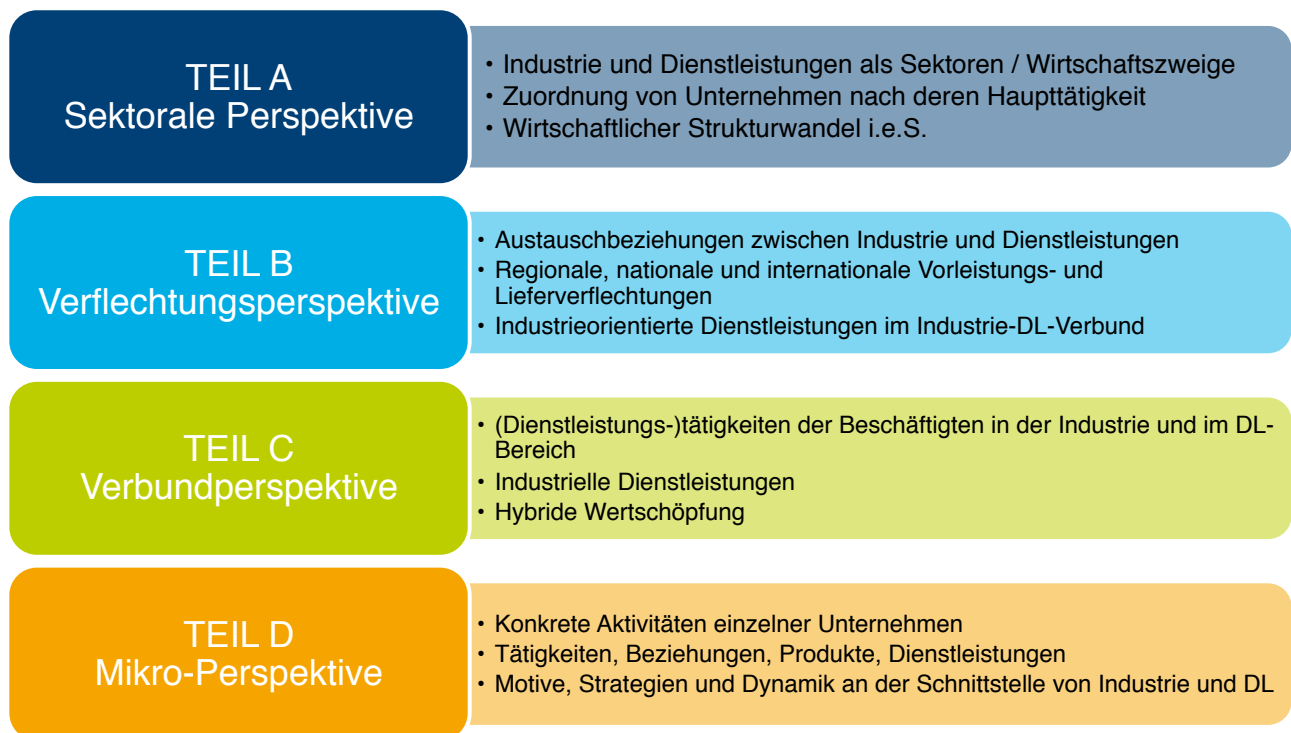 TEIL A
Sektorale Perspektive
• Industrie und Dienstleistungen als Sektoren / Wirtschaftszweige
• Zuordnung von Unternehmen nach deren Haupttätigkeit
• Wirtschaftlicher Strukturwandel i.e.S.
TEIL B
Verflechtungsperspektive
• Austauschbeziehungen zwischen Industrie und Dienstleistungen
• Regionale, nationale und internationale Vorleistungs- und
Lieferverflechtungen
• Industrieorientierte Dienstleistungen im Industrie-DL-Verbund
TEIL C
Verbundperspektive
• (Dienstleistungs-)tätigkeiten der Beschäftigten in der Industrie und im DL-
Bereich
• Industrielle Dienstleistungen
• Hybride Wertschöpfung
TEIL D
Mikro-Perspektive
• Konkrete Aktivitäten einzelner Unternehmen
• Tätigkeiten, Beziehungen, Produkte, Dienstleistungen
• Motive, Strategien und Dynamik an der Schnittstelle von Industrie und DL